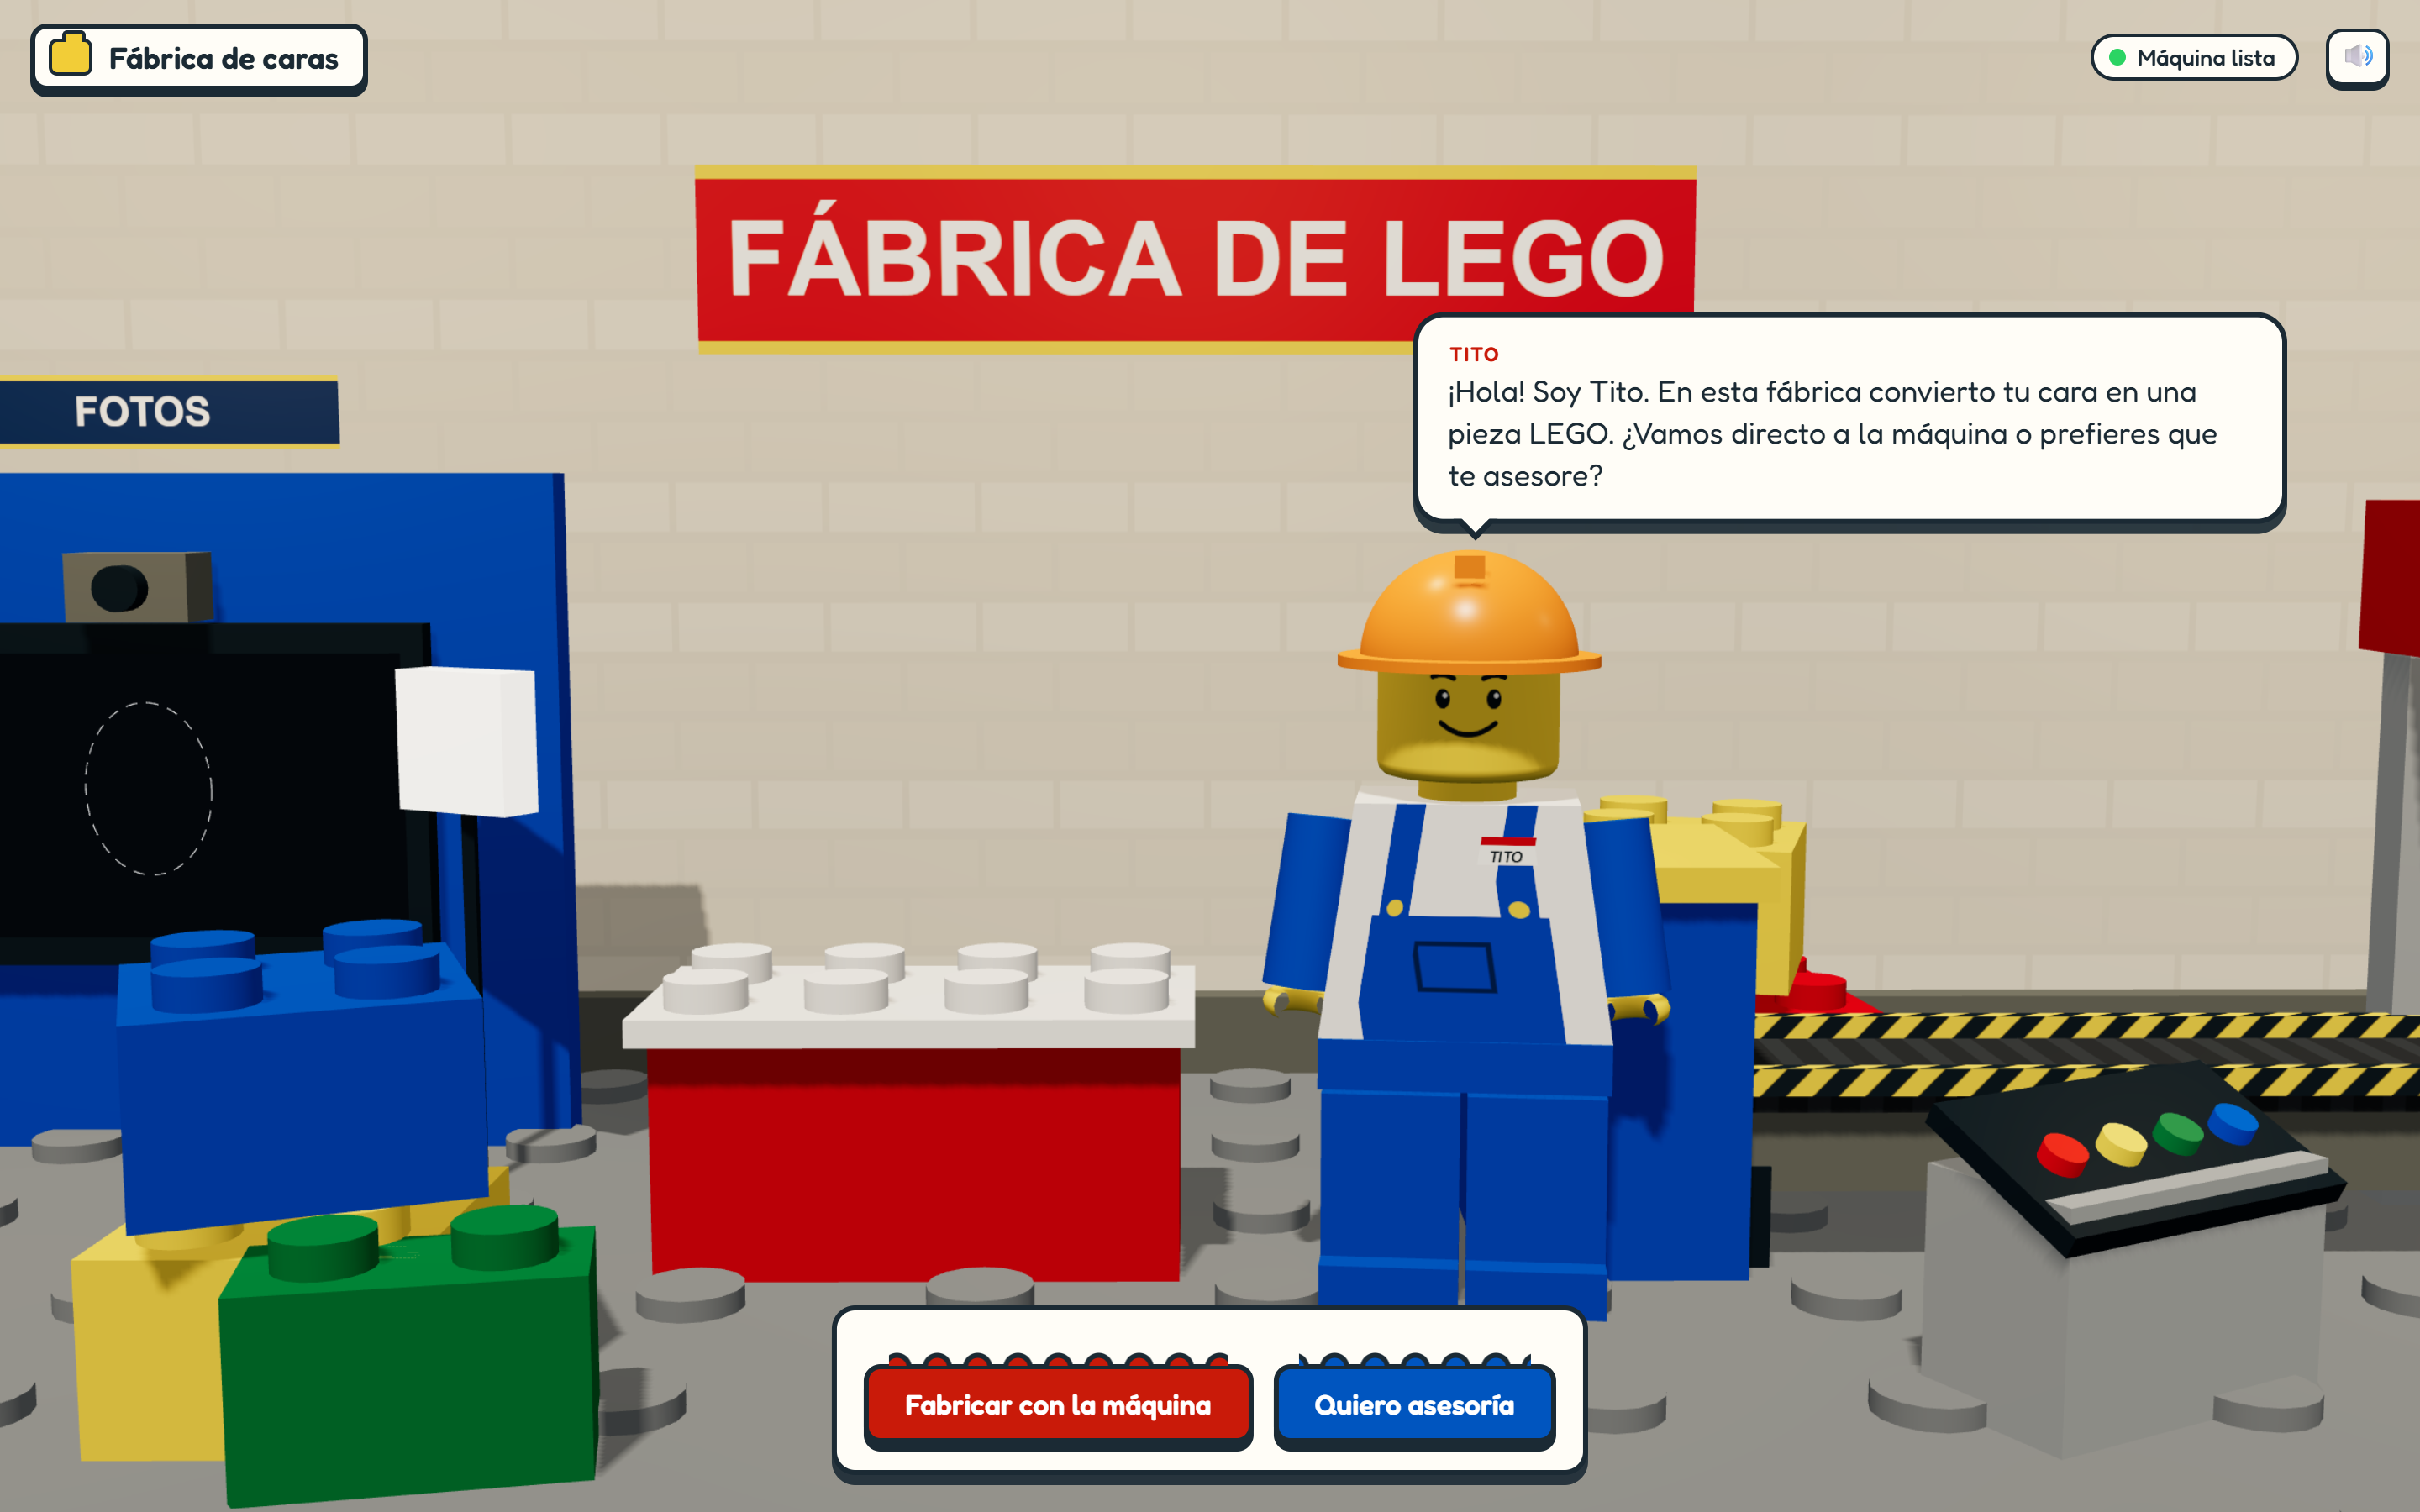 Fábrica de caras
Máquina lista
FÁBRICA DE LEGO
FOTOS
TITO
¡Hola! Soy Tito. En esta fábrica convierto tu cara en una
pieza LEGO. ¿Vamos directo a la máquina o prefieres que
te asesore?
TITO
Fabricar con la máquina
Quiero asesoría